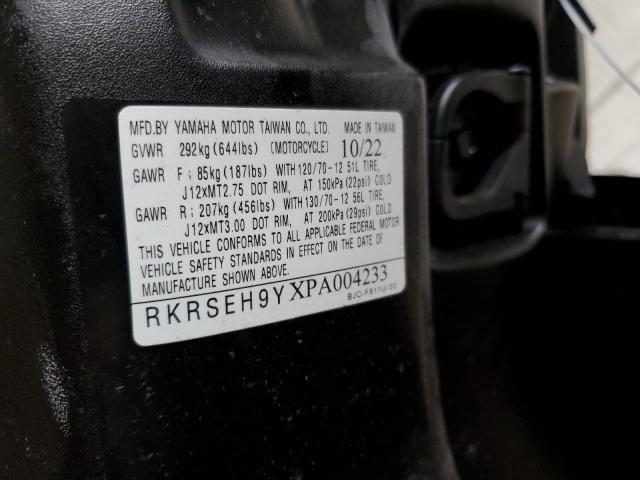 MFD.BY YAMAHA MOTOR TAIWAN CO., LTD. MADE IN TAIWAN
GVWR 292kg (644lbs) (MOTORCYCLE) 10/22
GAWR F ; 85kg (187lbs) WITH 120/70-12 51L TIRE,
J12xMT2.75 DOT RIM, AT 150kPa (22psi) COLD
GAWR R ; 207kg (456lbs) WITH 130/70-12 56L TIRE,
J12xMT3.00 DOT RIM, AT 200kPa (29psi) COLD
THIS VEHICLE CONFORMS TO ALL APPLICABLE FEDERAL MOTOR
VEHICLE SAFETY STANDARDS IN EFFECT ON THE DATE OF
MANUFACTURE SHOWN ABOVE.
RKRSEH9YXPA004233
BJC-F811U-00